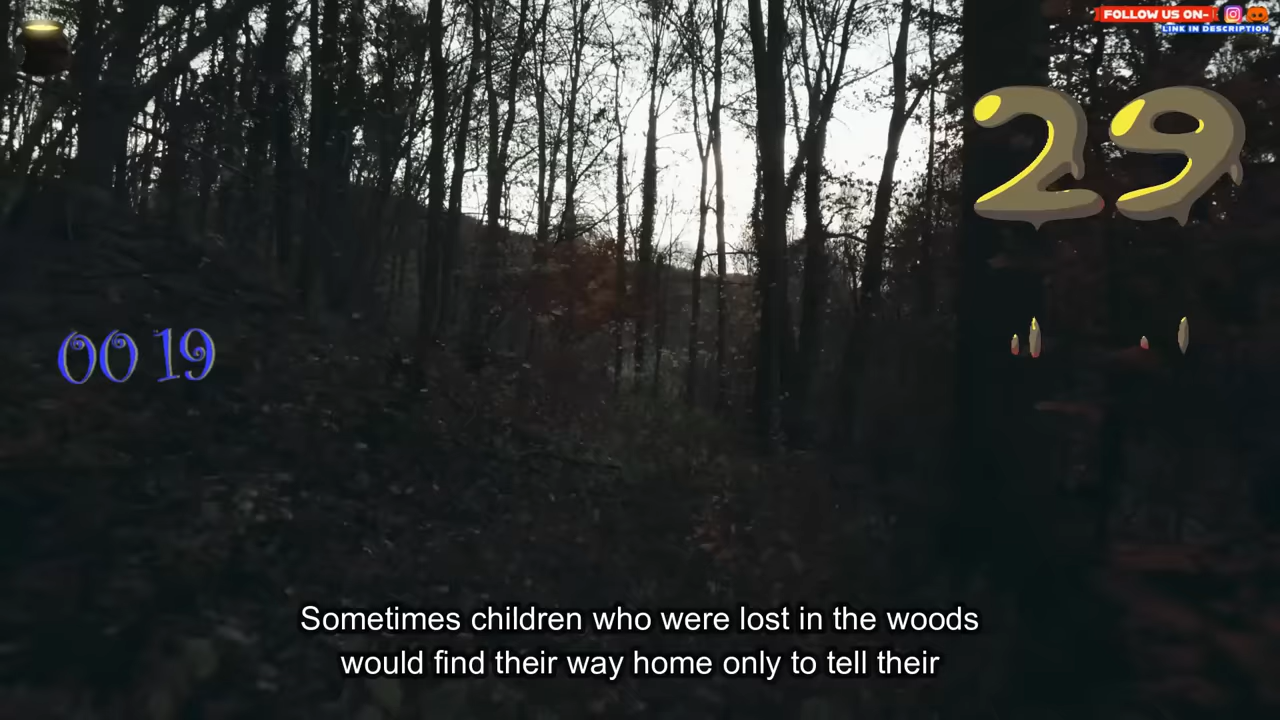 FOLLOW US ON-
LINK IN DESCRIPTION
29
00 19
Sometimes children who were lost in the woods
would find their way home only to tell their